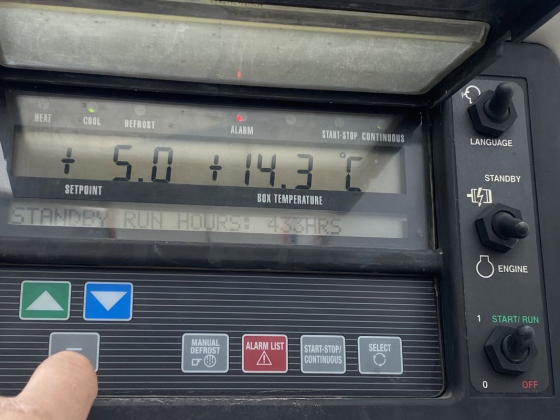 HEAT COOL DEFROST ALARM START-STOP CONTINUOUS
+ 5.0 +14.3 °C
SETPOINT BOX TEMPERATURE
STANDBY RUN HOURS: 433HRS
MANUAL DEFROST
ALARM LIST
START-STOP/ CONTINUOUS
SELECT
LANGUAGE
STANDBY
ENGINE
1 START/RUN
0 OFF